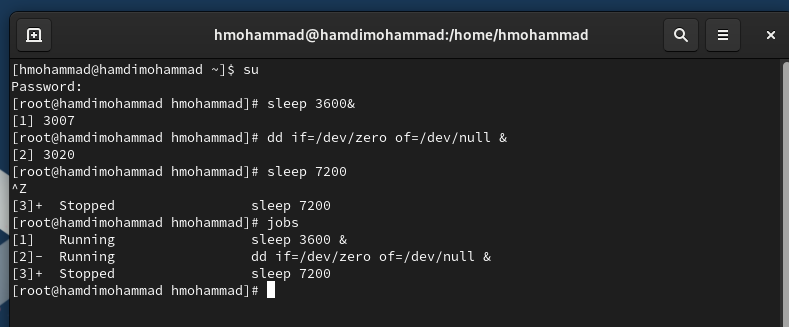 hmohammad@hamdimohammad:/home/hmohammad
[hmohammad@hamdimohammad ~]$ su
Password:
[root@hamdimohammad hmohammad]# sleep 3600&
[1] 3007
[root@hamdimohammad hmohammad]# dd if=/dev/zero of=/dev/null &
[2] 3020
[root@hamdimohammad hmohammad]# sleep 7200
^Z
[3]+  Stopped                 sleep 7200
[root@hamdimohammad hmohammad]# jobs
[1]   Running                 sleep 3600 &
[2]-  Running                 dd if=/dev/zero of=/dev/null &
[3]+  Stopped                 sleep 7200
[root@hamdimohammad hmohammad]#